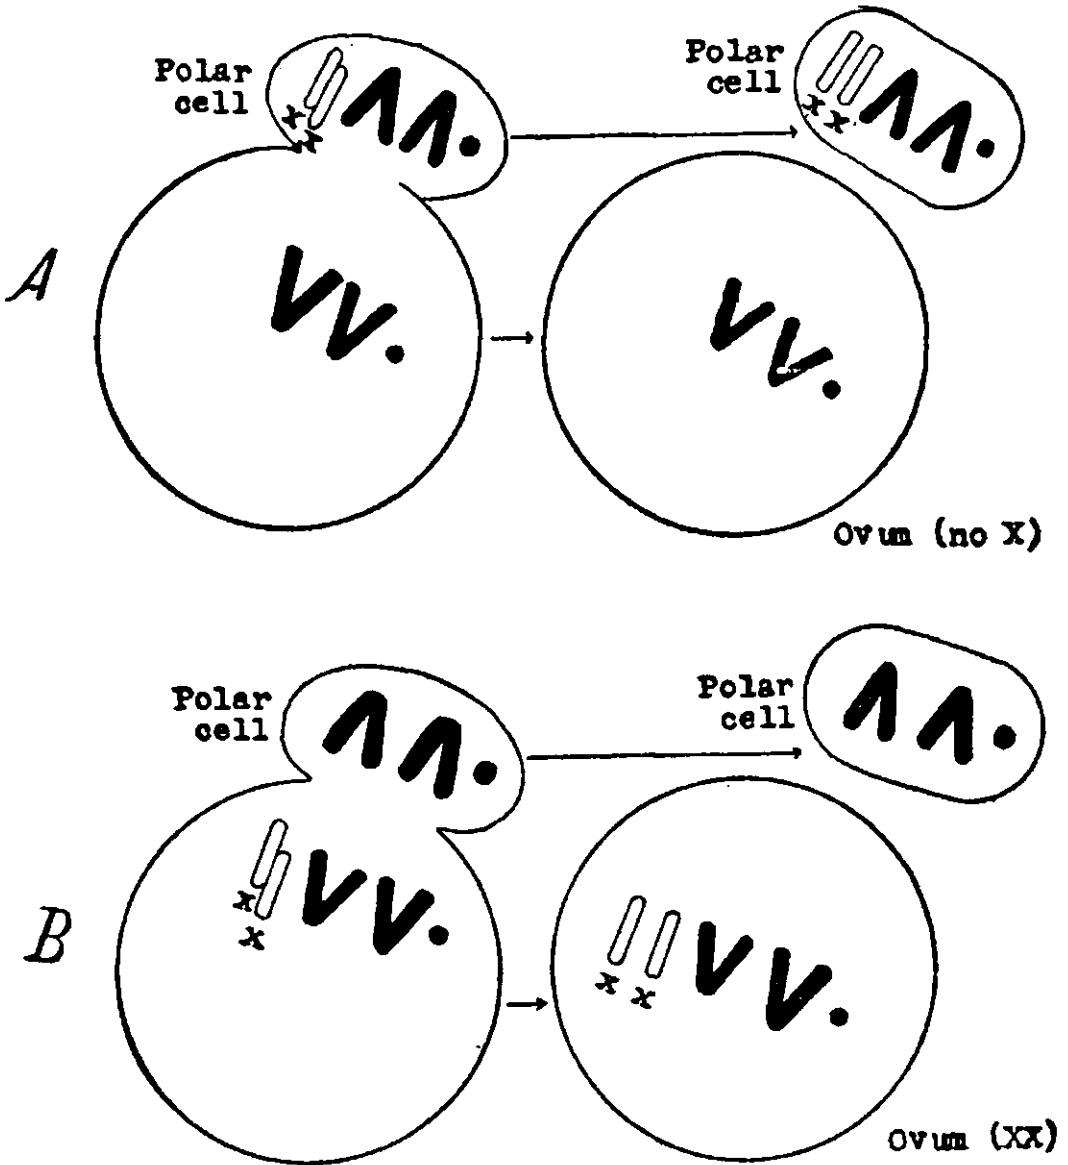 Polar
cell
x
x
Polar
cell
x x
A
Ovum (no X)
Polar
cell
x
x
Polar
cell
x x
B
Ovum (XX)